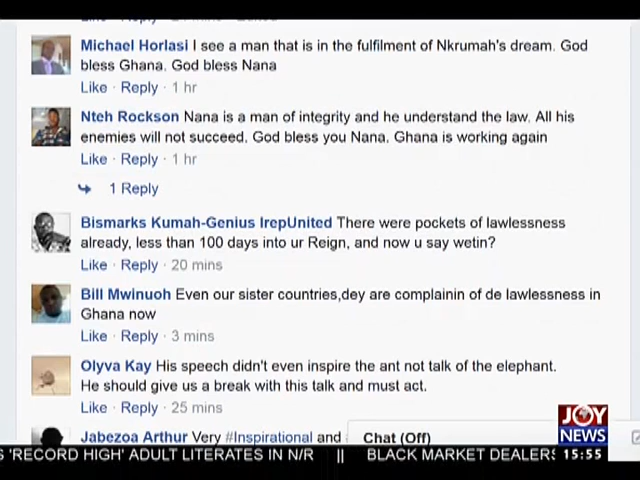 Michael Horlasi I see a man that is in the fulfilment of Nkrumah's dream. God
bless Ghana. God bless Nana
Like · Reply · 1 hr
Nteh Rockson Nana is a man of integrity and he understand the law. All his
enemies will not succeed. God bless you Nana. Ghana is working again
Like · Reply · 1 hr
1 Reply
Bismarks Kumah-Genius IrepUnited There were pockets of lawlessness
already, less than 100 days into ur Reign, and now u say wetin?
Like · Reply · 20 mins
Bill Mwinuoh Even our sister countries,dey are complainin of de lawlessness in
Ghana now
Like · Reply · 3 mins
Olyva Kay His speech didn't even inspire the ant not talk of the elephant.
He should give us a break with this talk and must act.
Like · Reply · 25 mins
Jabezoa Arthur Very #Inspirational and
Chat (Off)
JOY
NEWS
'RECORD HIGH' ADULT LITERATES IN N/R || BLACK MARKET DEALERS
15:55